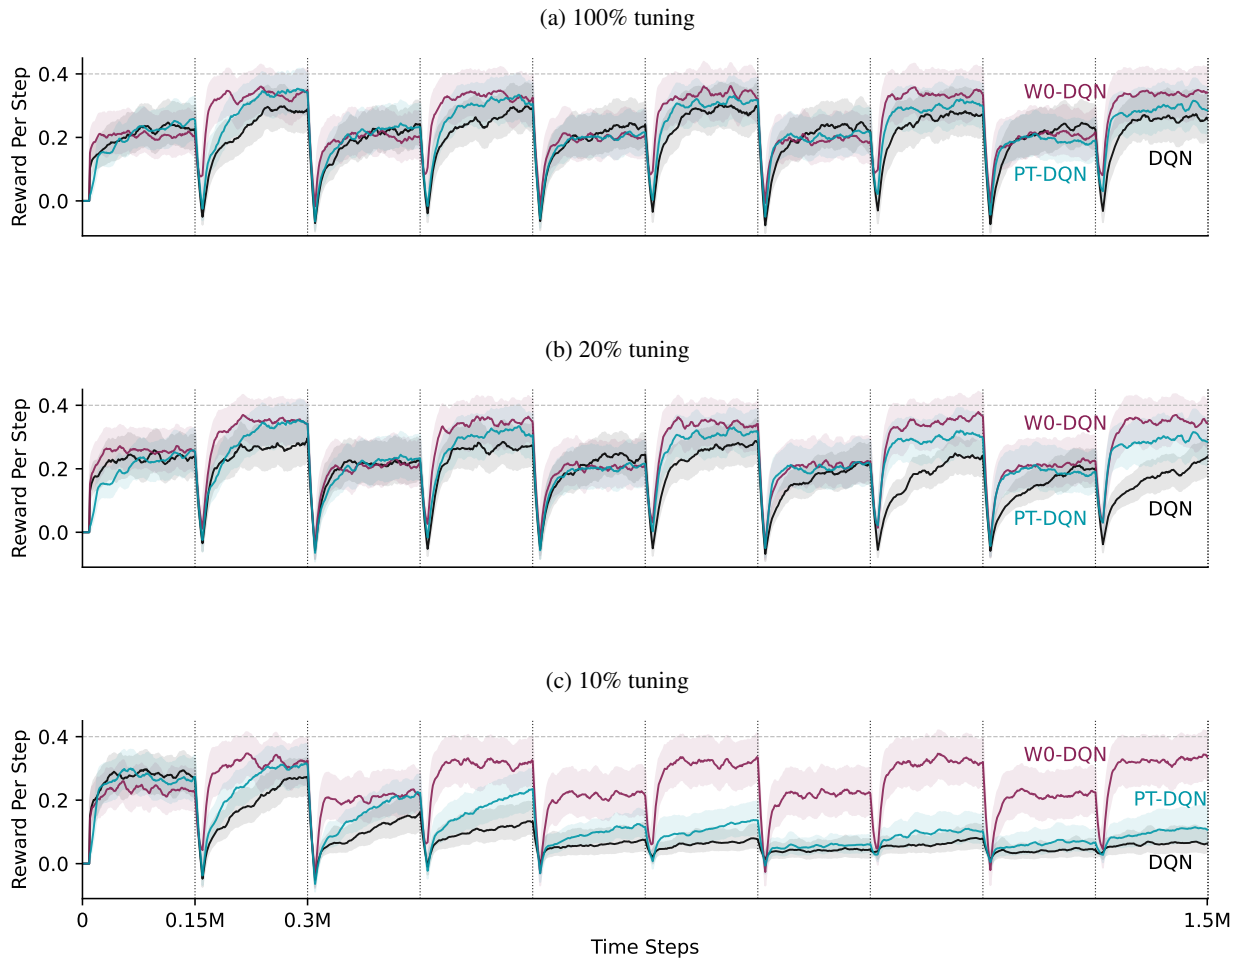 (a) 100% tuning
Reward Per Step
0.4
0.2
0.0
W0-DQN
DQN
PT-DQN
(b) 20% tuning
Reward Per Step
0.4
0.2
0.0
W0-DQN
DQN
PT-DQN
(c) 10% tuning
Reward Per Step
0.4
0.2
0.0
W0-DQN
PT-DQN
DQN
0
0.15M
0.3M
1.5M
Time Steps